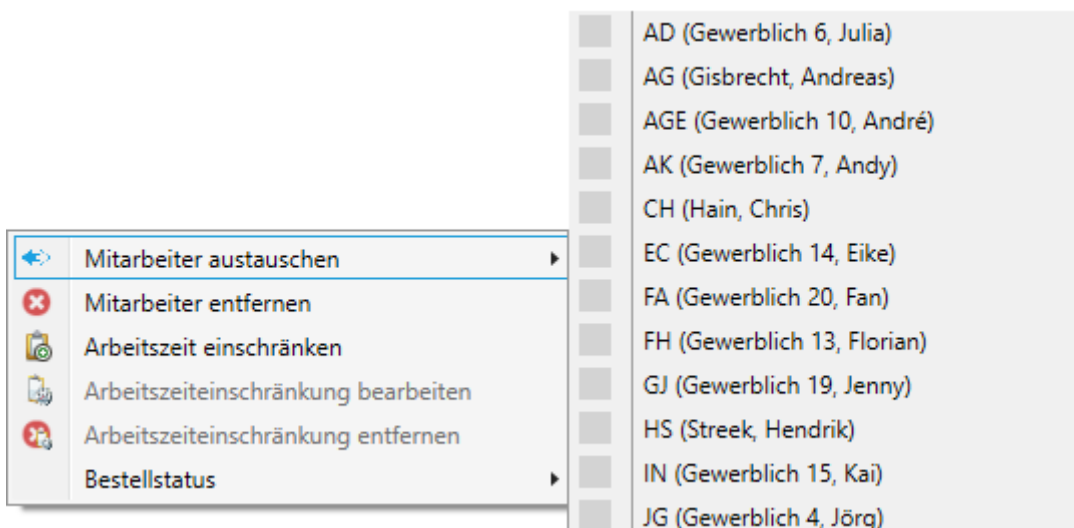 Mitarbeiter austauschen
Mitarbeiter entfernen
Arbeitszeit einschränken
Arbeitszeiteinschränkung bearbeiten
Arbeitszeiteinschränkung entfernen
Bestellstatus
AD (Gewerblich 6, Julia)
AG (Gisbrecht, Andreas)
AGE (Gewerblich 10, André)
AK (Gewerblich 7, Andy)
CH (Hain, Chris)
EC (Gewerblich 14, Eike)
FA (Gewerblich 20, Fan)
FH (Gewerblich 13, Florian)
GJ (Gewerblich 19, Jenny)
HS (Streek, Hendrik)
IN (Gewerblich 15, Kai)
JG (Gewerblich 4, Jörg)